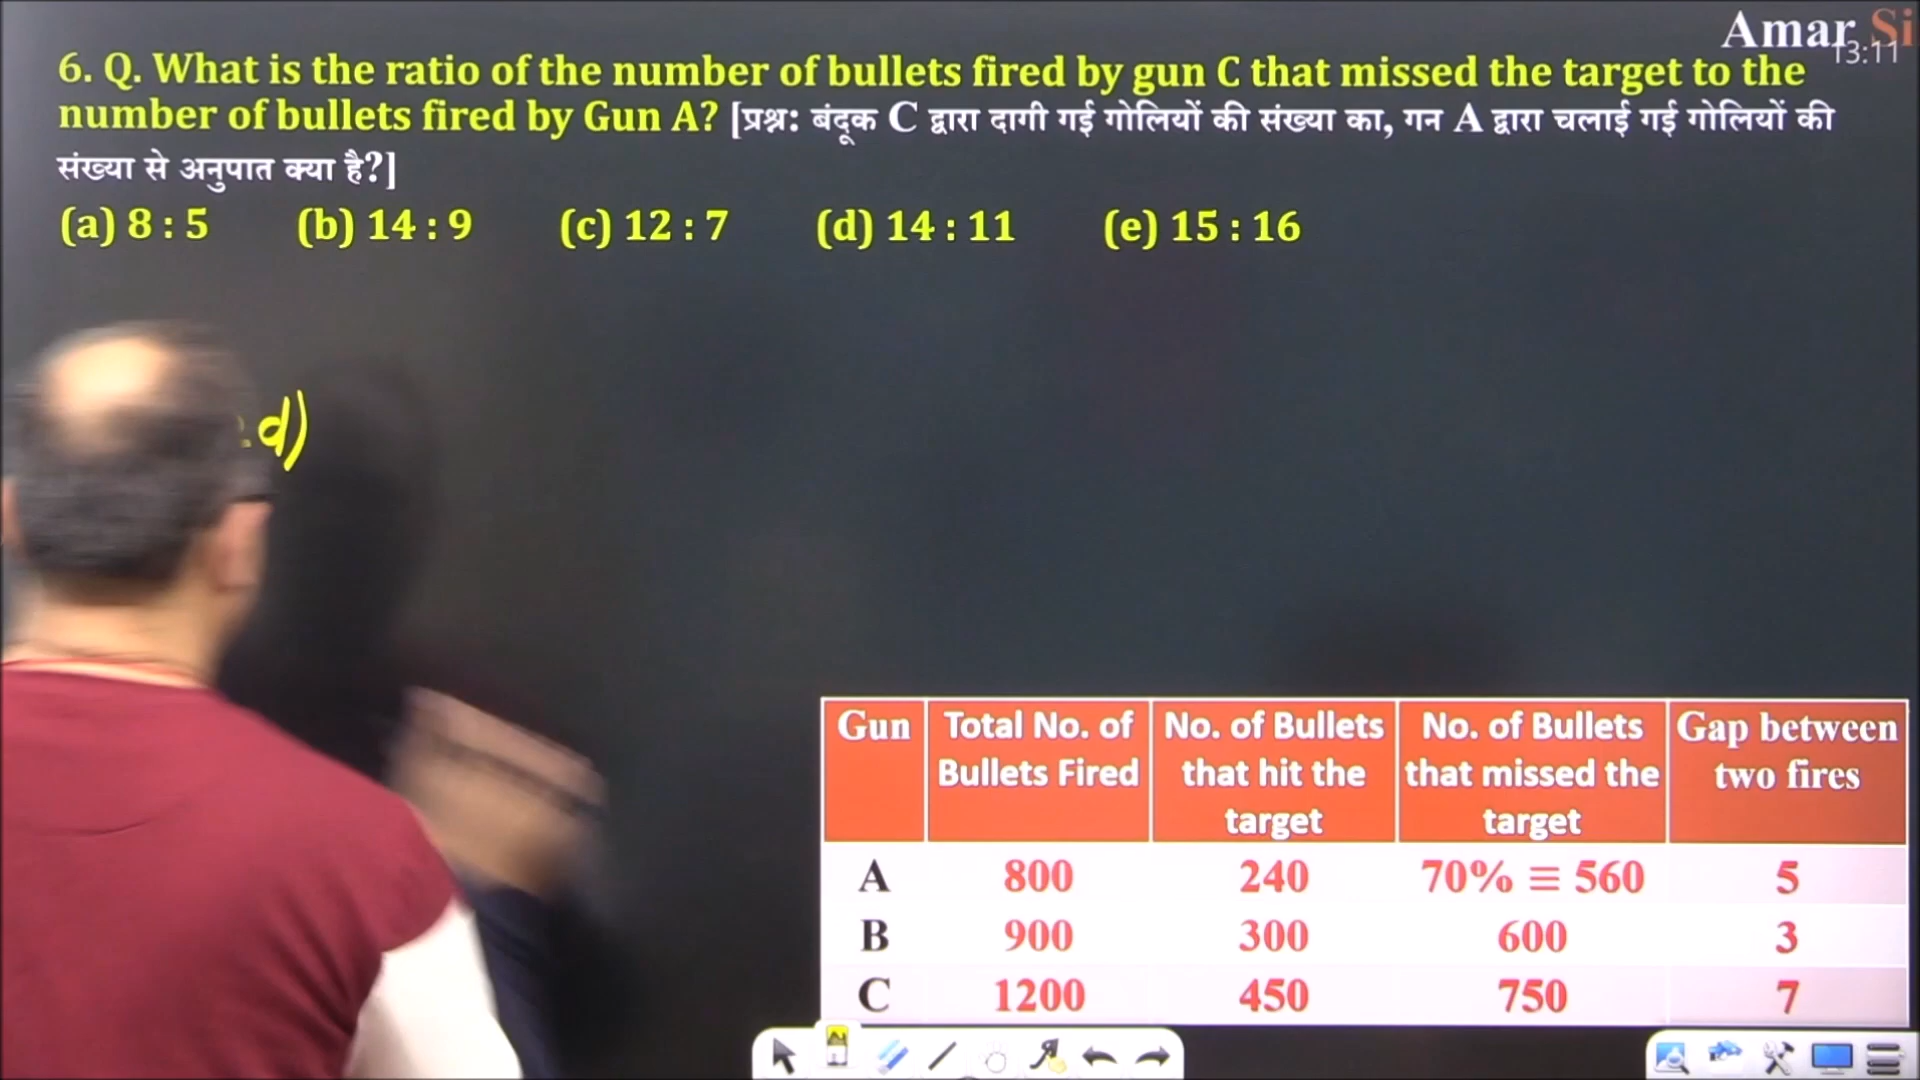 Amar Si
13:11
6. Q. What is the ratio of the number of bullets fired by gun C that missed the target to the
number of bullets fired by Gun A? [प्रश्न: बंदूक C द्वारा दागी गई गोलियों की संख्या का, गन A द्वारा चलाई गई गोलियों की
संख्या से अनुपात क्या है?]
(a) 8 : 5 (b) 14 : 9 (c) 12 : 7 (d) 14 : 11 (e) 15 : 16
d)
Gun Total No. of Bullets Fired No. of Bullets that hit the target No. of Bullets that missed the target Gap between two fires
A 800 240 70% ≡ 560 5
B 900 300 600 3
C 1200 450 750 7